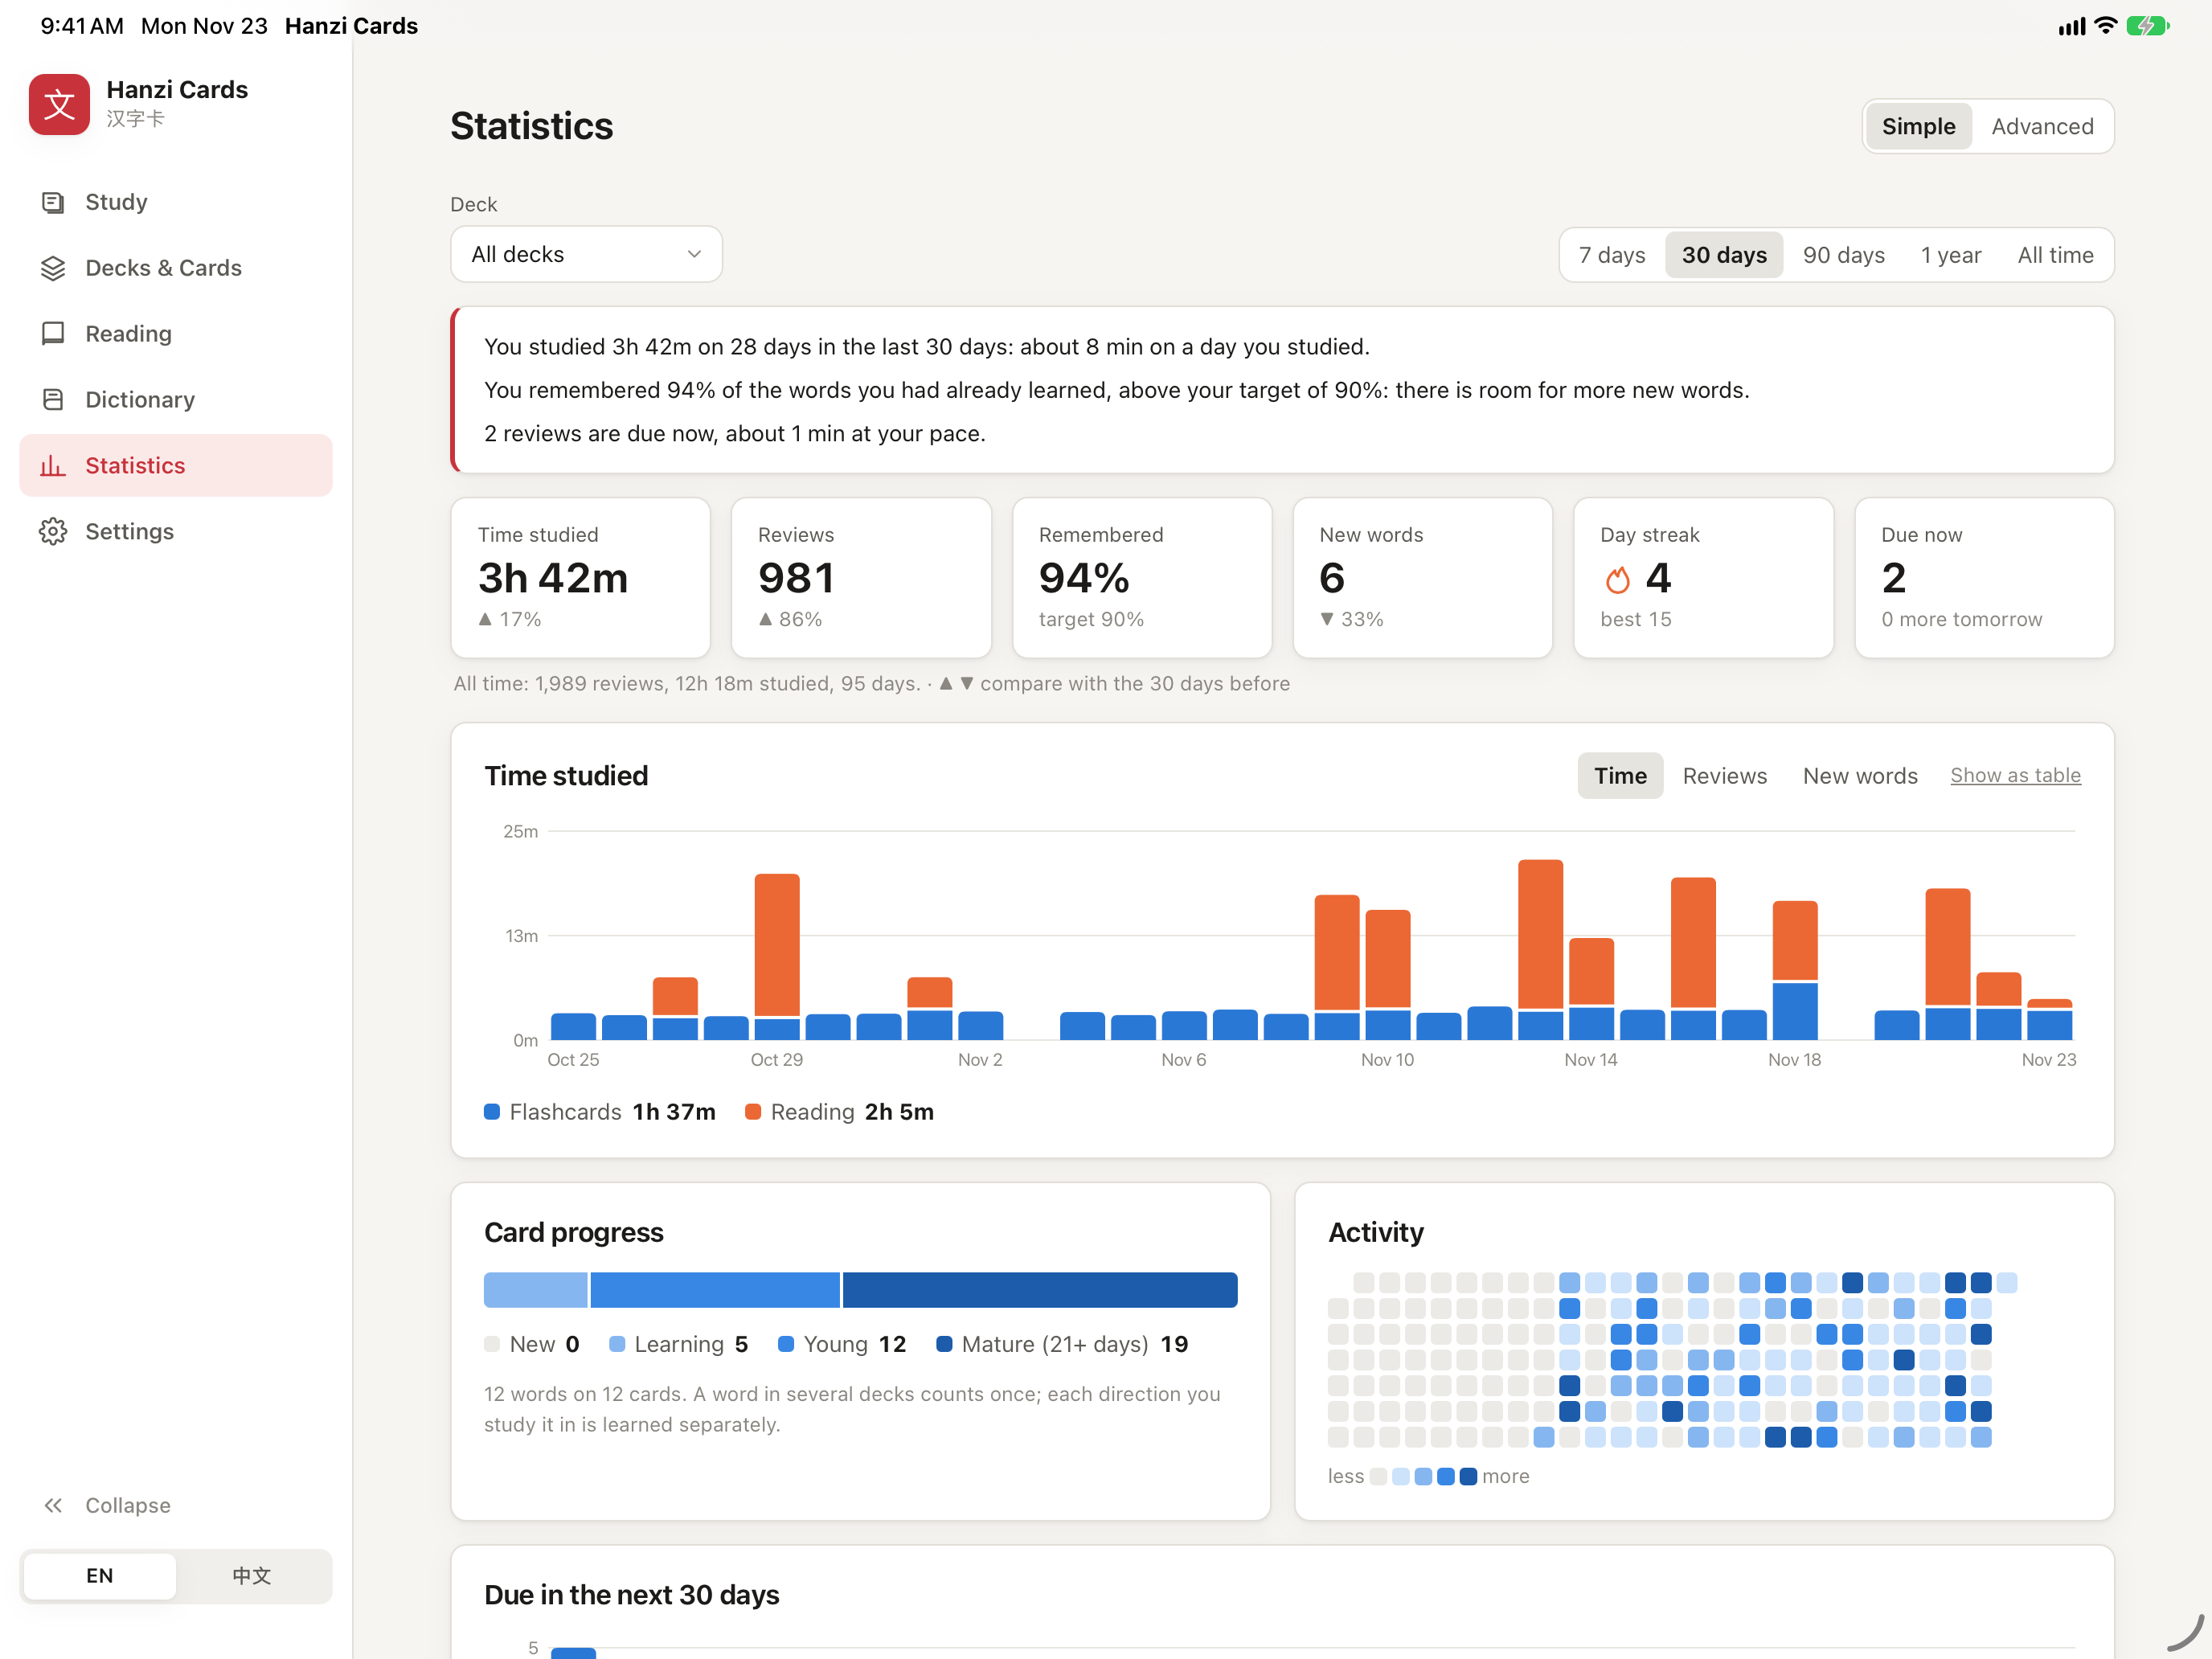 9:41 AM Mon Nov 23 Hanzi Cards
文
Hanzi Cards
汉字卡
Study
Decks & Cards
Reading
Dictionary
Statistics
Settings
Collapse
EN 中文
Statistics
Simple Advanced
Deck
All decks
7 days 30 days 90 days 1 year All time
You studied 3h 42m on 28 days in the last 30 days: about 8 min on a day you studied.
You remembered 94% of the words you had already learned, above your target of 90%: there is room for more new words.
2 reviews are due now, about 1 min at your pace.
Time studied
3h 42m
▲ 17%
Reviews
981
▲ 86%
Remembered
94%
target 90%
New words
6
▼ 33%
Day streak
4
best 15
Due now
2
0 more tomorrow
All time: 1,989 reviews, 12h 18m studied, 95 days. · ▲ ▼ compare with the 30 days before
Time studied
Time Reviews New words Show as table
25m
13m
0m
Oct 25 Oct 29 Nov 2 Nov 6 Nov 10 Nov 14 Nov 18 Nov 23
Flashcards 1h 37m Reading 2h 5m
Card progress
New 0 Learning 5 Young 12 Mature (21+ days) 19
12 words on 12 cards. A word in several decks counts once; each direction you
study it in is learned separately.
Activity
less more
Due in the next 30 days
5